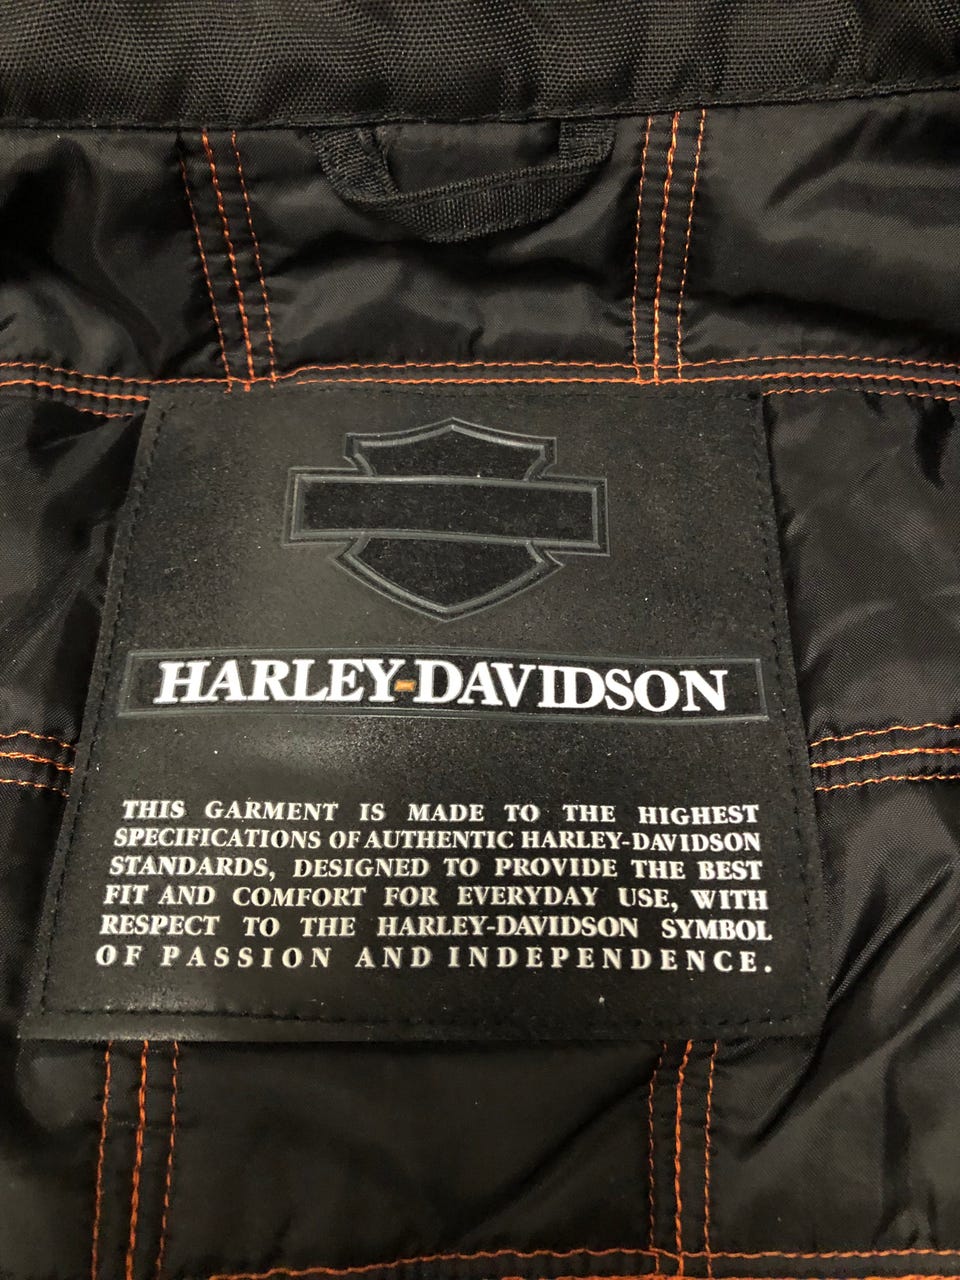 HARLEY-DAVIDSON
THIS GARMENT IS MADE TO THE HIGHEST
SPECIFICATIONS OF AUTHENTIC HARLEY-DAVIDSON
STANDARDS, DESIGNED TO PROVIDE THE BEST
FIT AND COMFORT FOR EVERYDAY USE, WITH
RESPECT TO THE HARLEY-DAVIDSON SYMBOL
OF PASSION AND INDEPENDENCE.